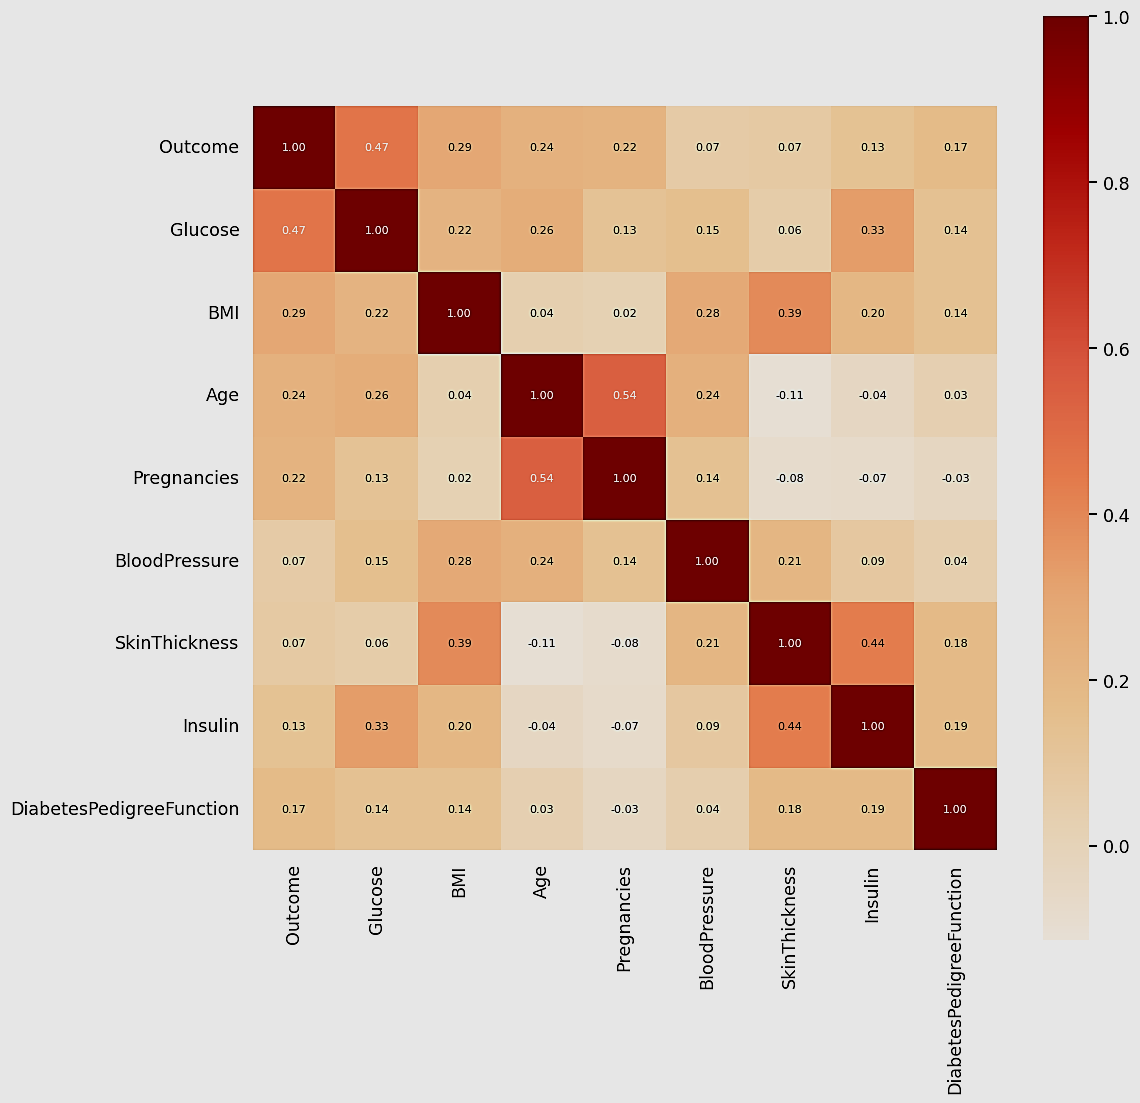 1.0
Outcome 1.00 0.47 0.29 0.24 0.22 0.07 0.07 0.13 0.17
0.8
Glucose 0.47 1.00 0.22 0.26 0.13 0.15 0.06 0.33 0.14
BMI 0.29 0.22 1.00 0.04 0.02 0.28 0.39 0.20 0.14
0.6
Age 0.24 0.26 0.04 1.00 0.54 0.24 -0.11 -0.04 0.03
Pregnancies 0.22 0.13 0.02 0.54 1.00 0.14 -0.08 -0.07 -0.03
0.4
BloodPressure 0.07 0.15 0.28 0.24 0.14 1.00 0.21 0.09 0.04
SkinThickness 0.07 0.06 0.39 -0.11 -0.08 0.21 1.00 0.44 0.18
0.2
Insulin 0.13 0.33 0.20 -0.04 -0.07 0.09 0.44 1.00 0.19
DiabetesPedigreeFunction 0.17 0.14 0.14 0.03 -0.03 0.04 0.18 0.19 1.00
0.0
Outcome
Glucose
BMI
Age
Pregnancies
BloodPressure
SkinThickness
Insulin
DiabetesPedigreeFunction